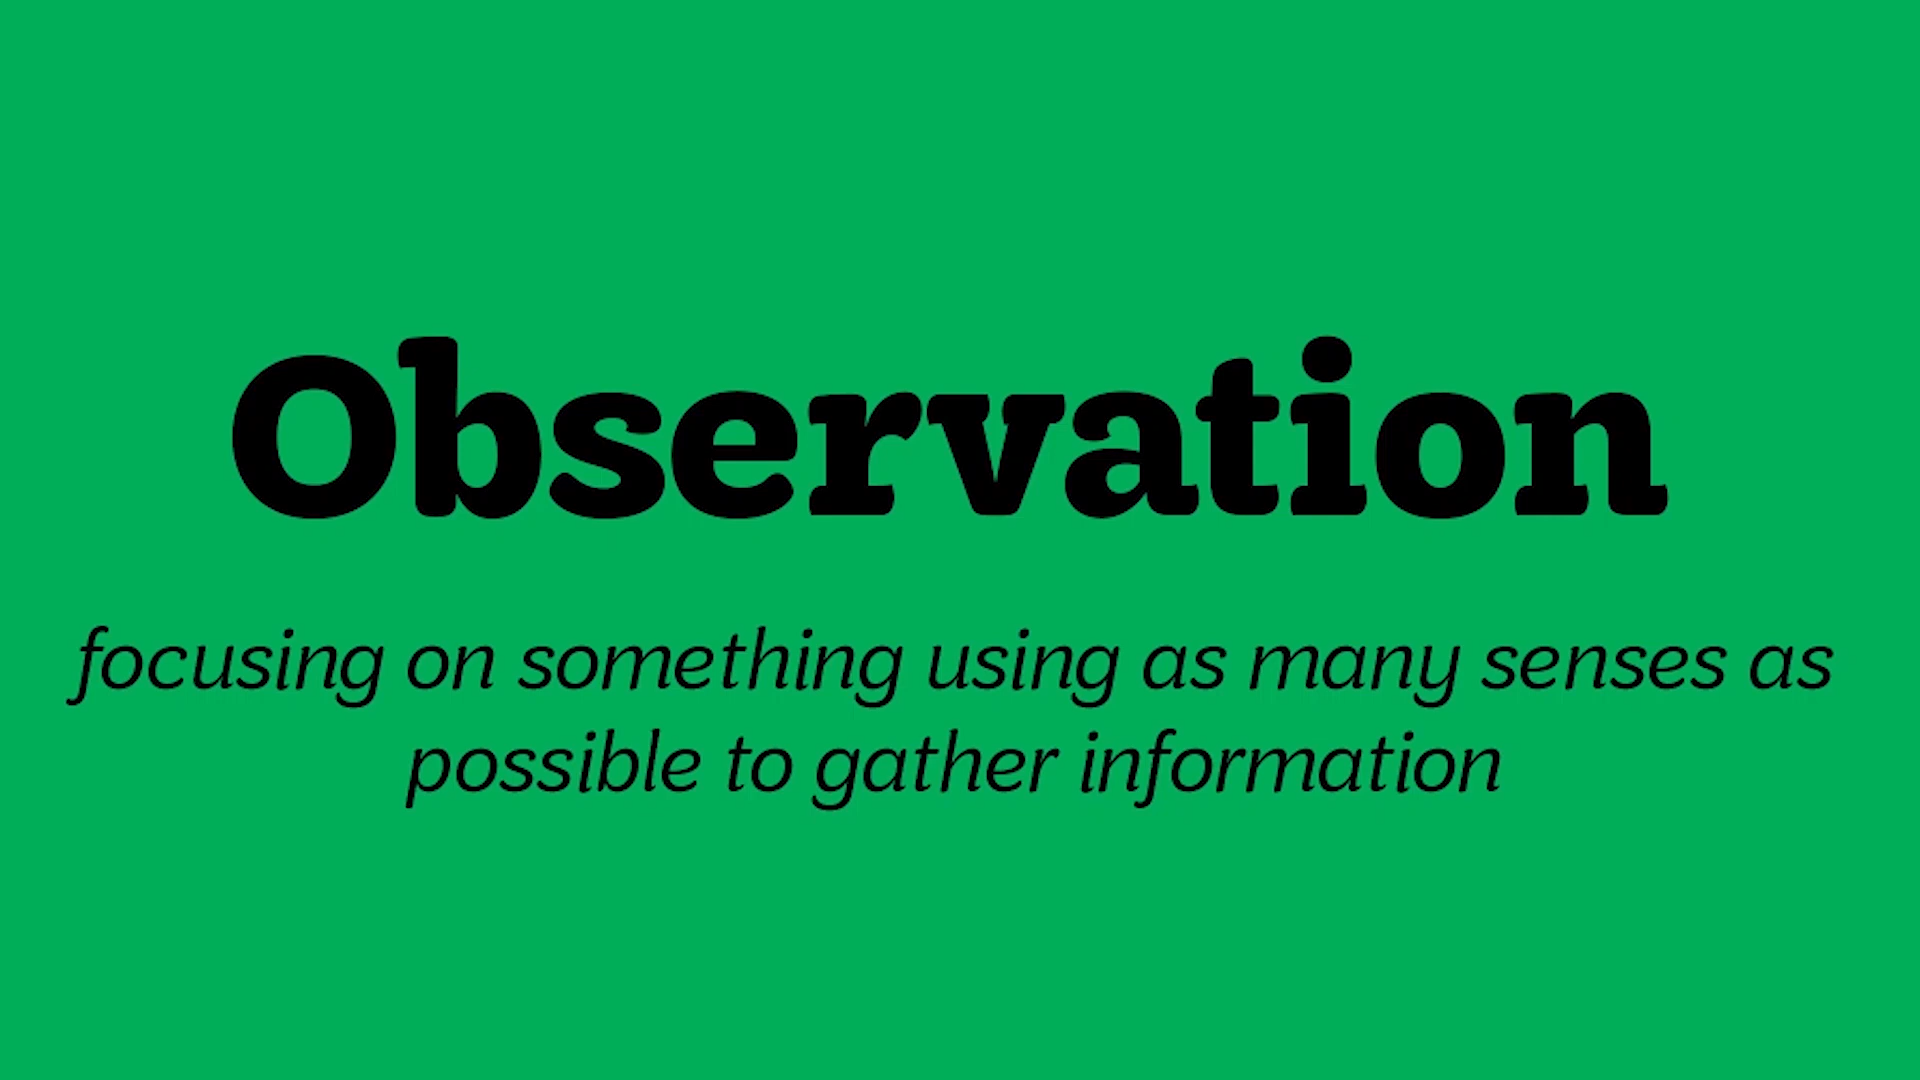 Observation
focusing on something using as many senses as
possible to gather information